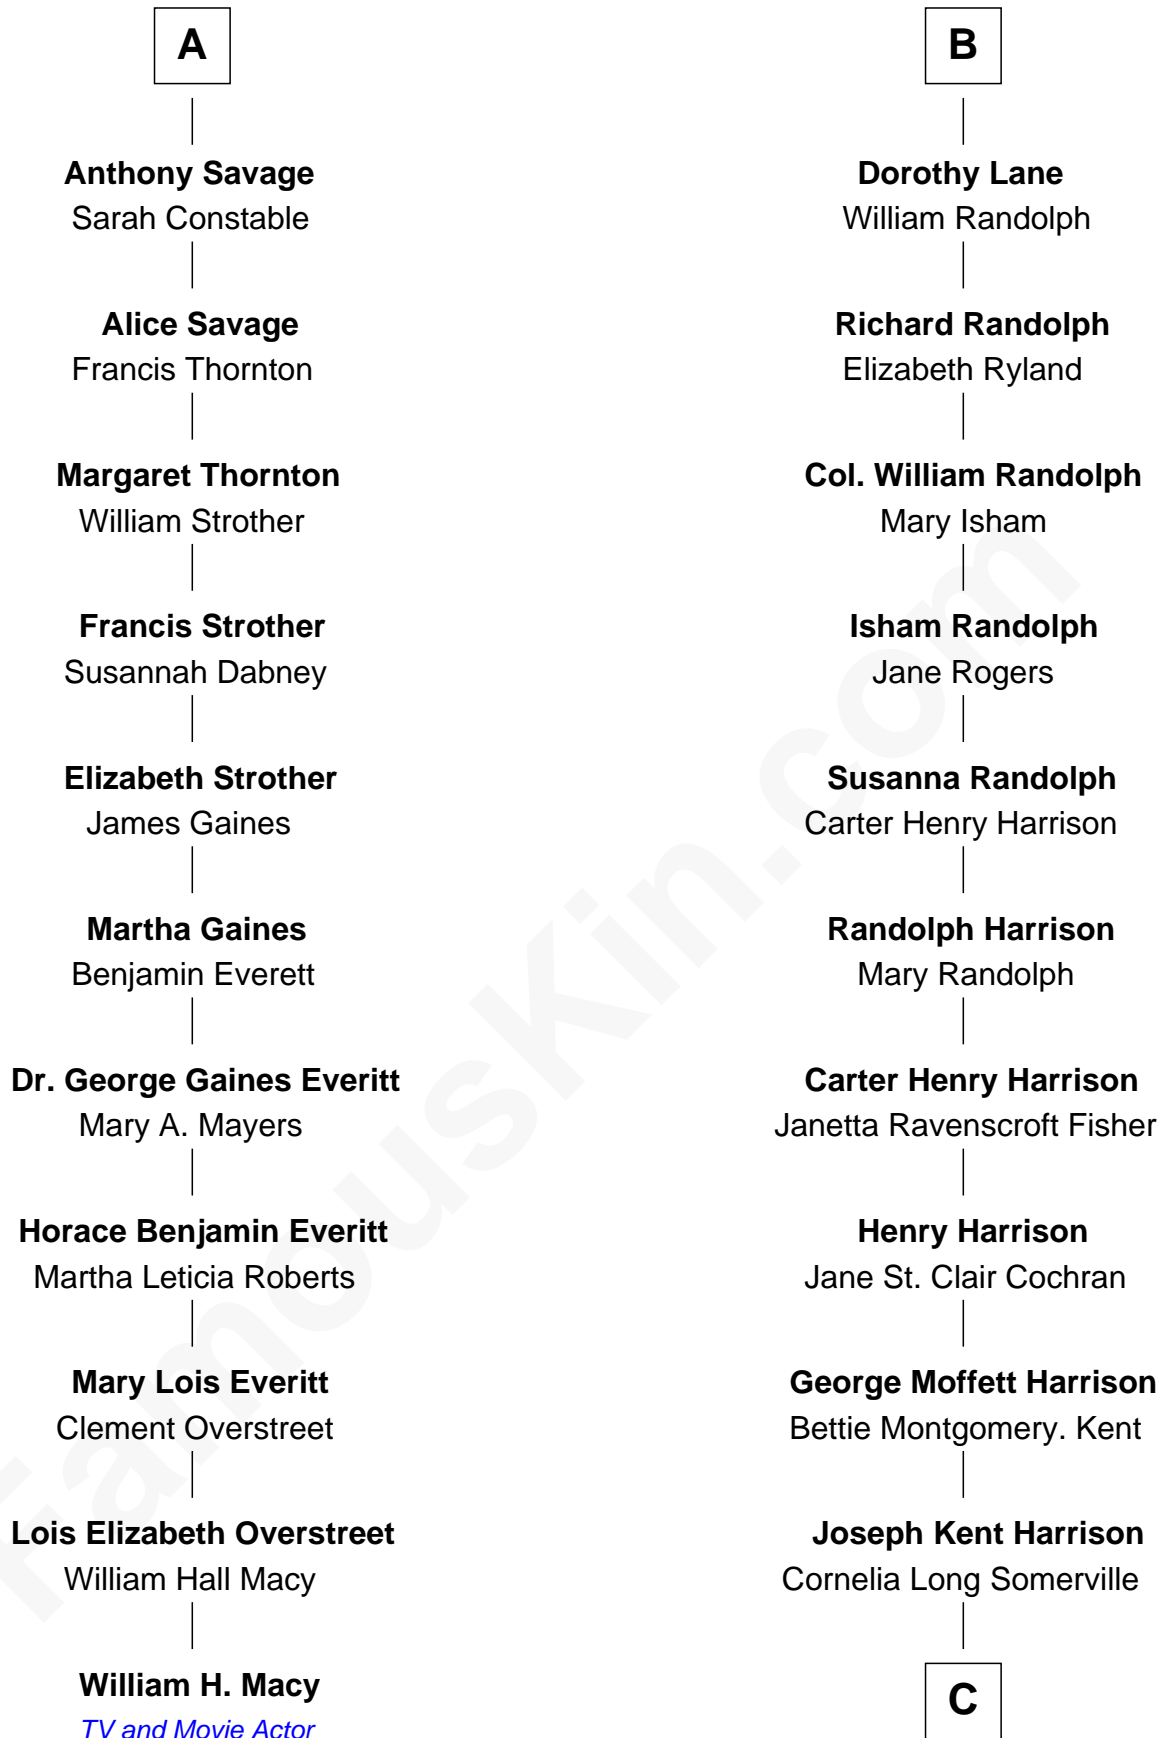 A
Anthony Savage
Sarah Constable
Alice Savage
Francis Thornton
Margaret Thornton
William Strother
Francis Strother
Susannah Dabney
Elizabeth Strother
James Gaines
Martha Gaines
Benjamin Everett
Dr. George Gaines Everitt
Mary A. Mayers
Horace Benjamin Everitt
Martha Leticia Roberts
Mary Lois Everitt
Clement Overstreet
Lois Elizabeth Overstreet
William Hall Macy
William H. Macy
TV and Movie Actor
B
Dorothy Lane
William Randolph
Richard Randolph
Elizabeth Ryland
Col. William Randolph
Mary Isham
Isham Randolph
Jane Rogers
Susanna Randolph
Carter Henry Harrison
Randolph Harrison
Mary Randolph
Carter Henry Harrison
Janetta Ravenscroft Fisher
Henry Harrison
Jane St. Clair Cochran
George Moffett Harrison
Bettie Montgomery. Kent
Joseph Kent Harrison
Cornelia Long Somerville
C
FamousKin.com